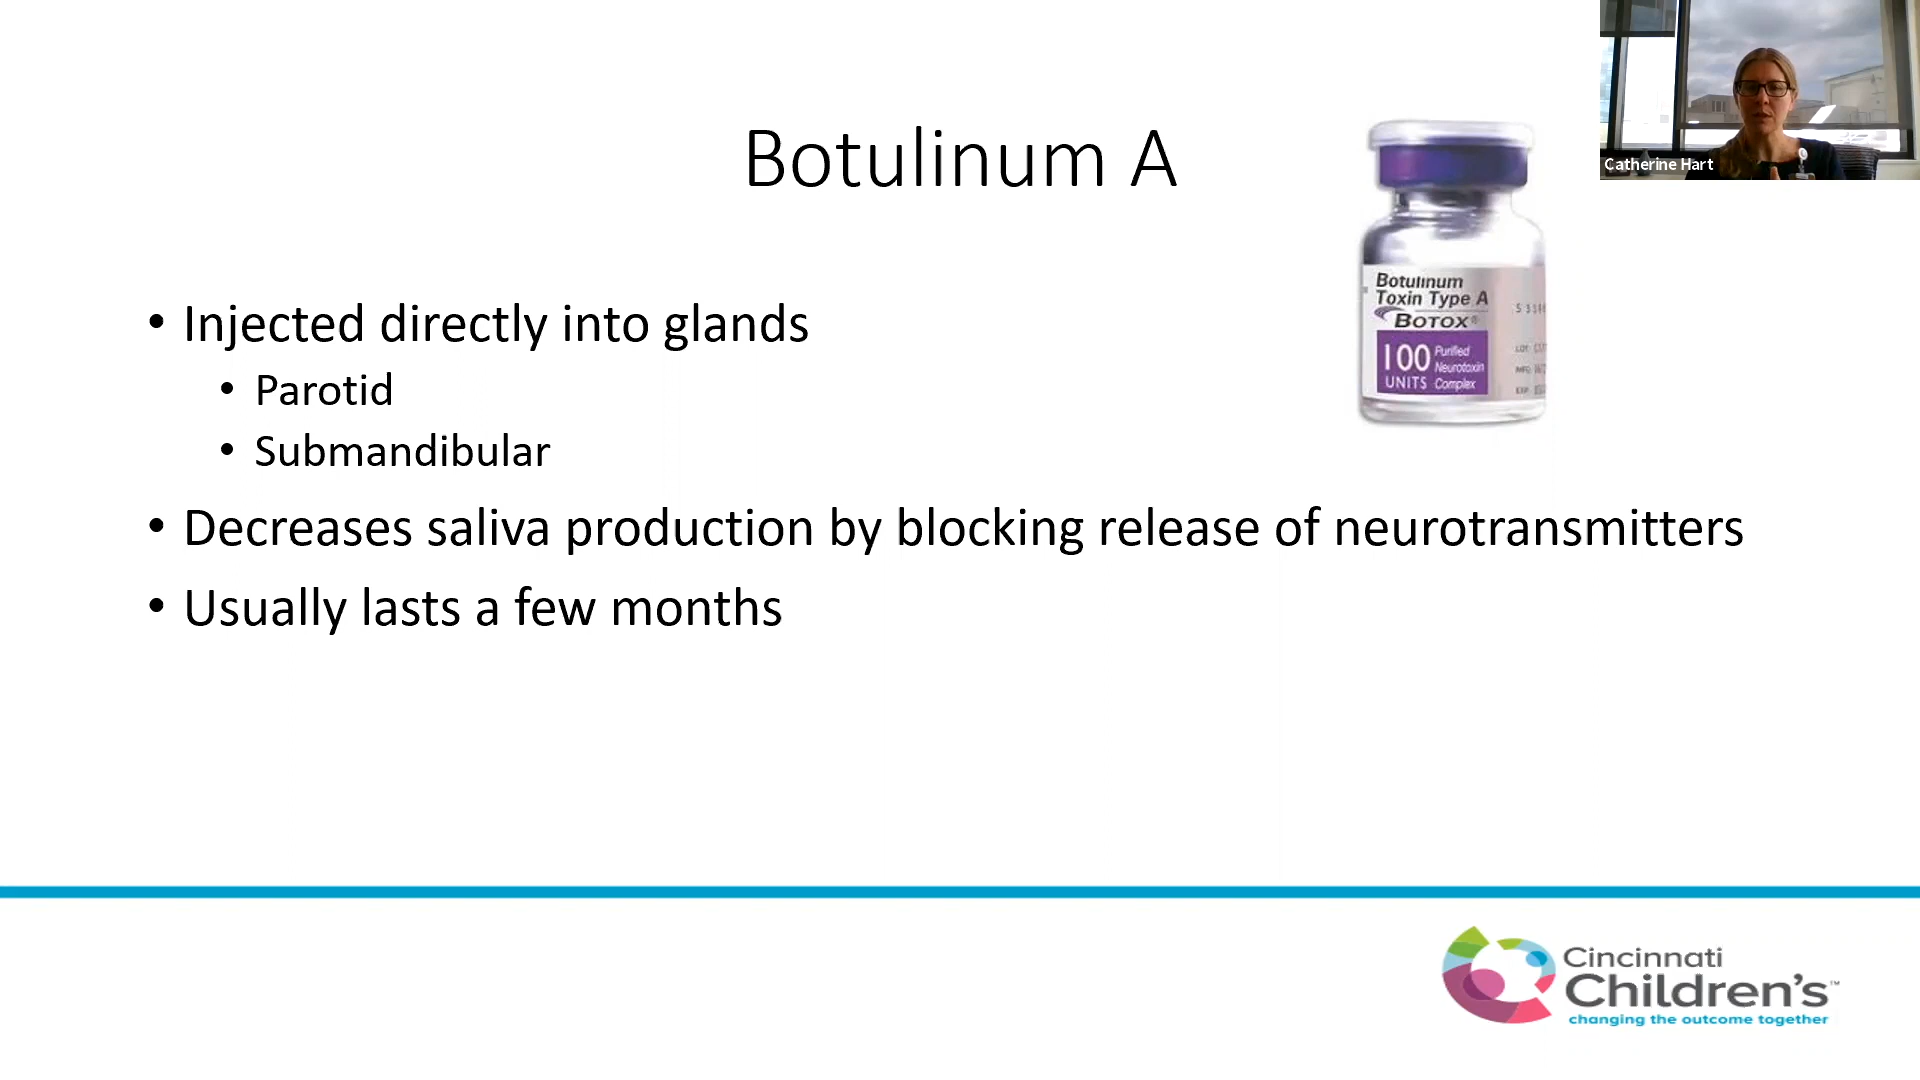 Catherine Hart
Botulinum A
Botulinum
Toxin Type A
BOTOX®
100 Purified Neurotoxin Complex
UNITS
• Injected directly into glands
• Parotid
• Submandibular
• Decreases saliva production by blocking release of neurotransmitters
• Usually lasts a few months
Cincinnati
Children's™
changing the outcome together